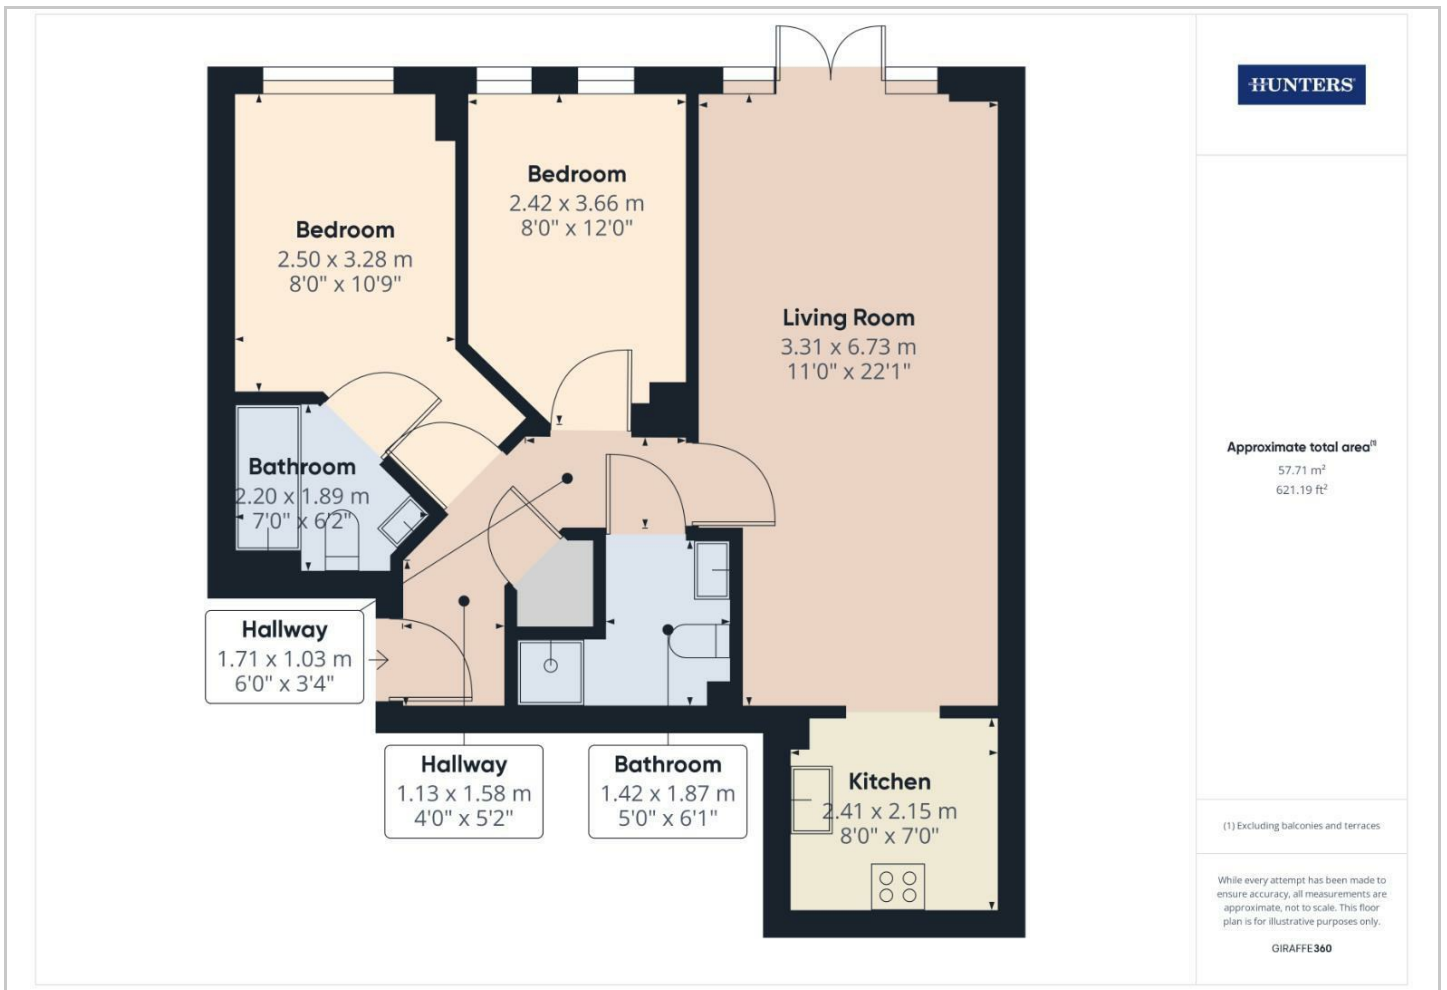 Bedroom
2.50 x 3.28 m
8'0" x 10'9"
Bedroom
2.42 x 3.66 m
8'0" x 12'0"
Living Room
3.31 x 6.73 m
11'0" x 22'1"
Bathroom
2.20 x 1.89 m
7'0" x 6'2"
Hallway
1.71 x 1.03 m
6'0" x 3'4"
Hallway
1.13 x 1.58 m
4'0" x 5'2"
Bathroom
1.42 x 1.87 m
5'0" x 6'1"
Kitchen
2.41 x 2.15 m
8'0" x 7'0"
HUNTERS
Approximate total area(1)
57.71 m²
621.19 ft²
(1) Excluding balconies and terraces
While every attempt has been made to
ensure accuracy, all measurements are
approximate, not to scale. This floor
plan is for illustrative purposes only.
GIRAFFE360